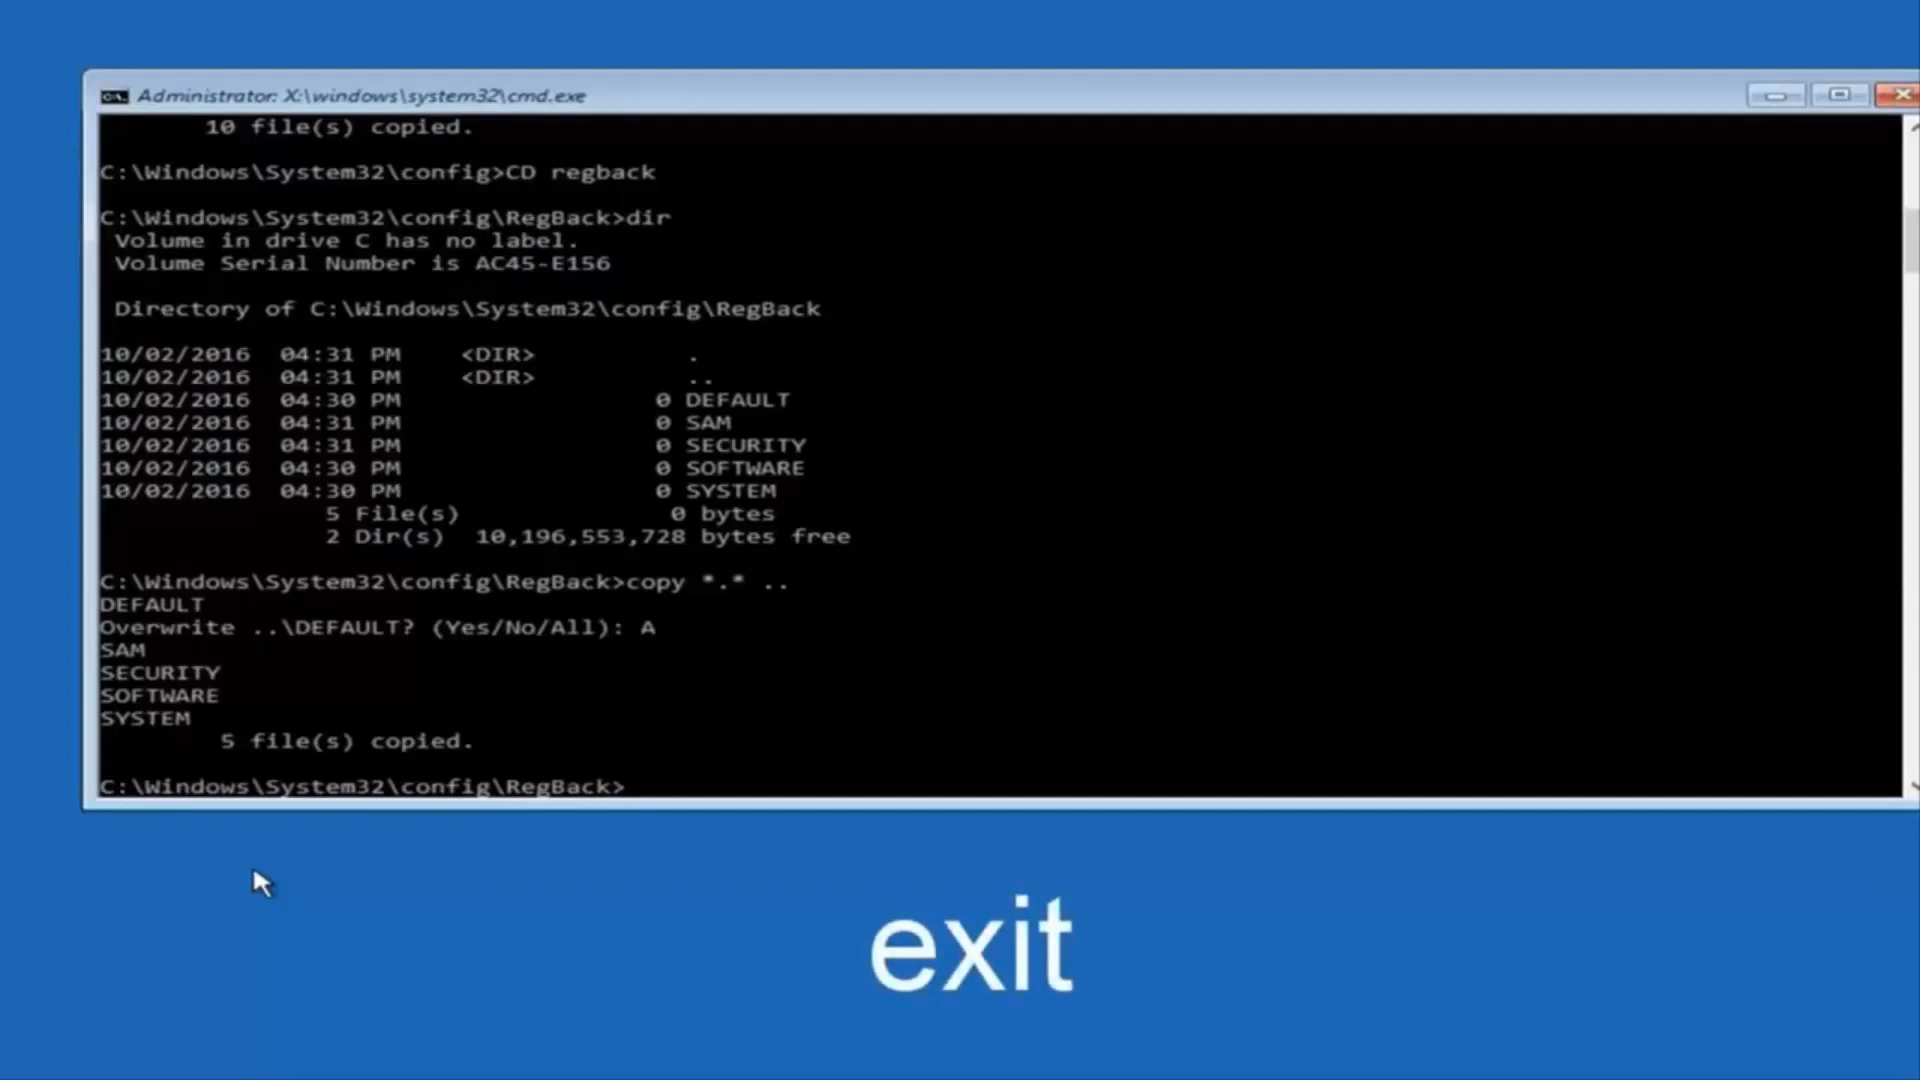 Administrator: X:\windows\system32\cmd.exe
10 file(s) copied.
C:\Windows\System32\config>CD regback
C:\Windows\System32\config\RegBack>dir
Volume in drive C has no label.
Volume Serial Number is AC45-E156
Directory of C:\Windows\System32\config\RegBack
10/02/2016 04:31 PM <DIR> .
10/02/2016 04:31 PM <DIR> ..
10/02/2016 04:30 PM 0 DEFAULT
10/02/2016 04:31 PM 0 SAM
10/02/2016 04:31 PM 0 SECURITY
10/02/2016 04:30 PM 0 SOFTWARE
10/02/2016 04:30 PM 0 SYSTEM
5 File(s) 0 bytes
2 Dir(s) 10,196,553,728 bytes free
C:\Windows\System32\config\RegBack>copy *.* ..
DEFAULT
Overwrite ..\DEFAULT? (Yes/No/All): A
SAM
SECURITY
SOFTWARE
SYSTEM
5 file(s) copied.
C:\Windows\System32\config\RegBack>
exit